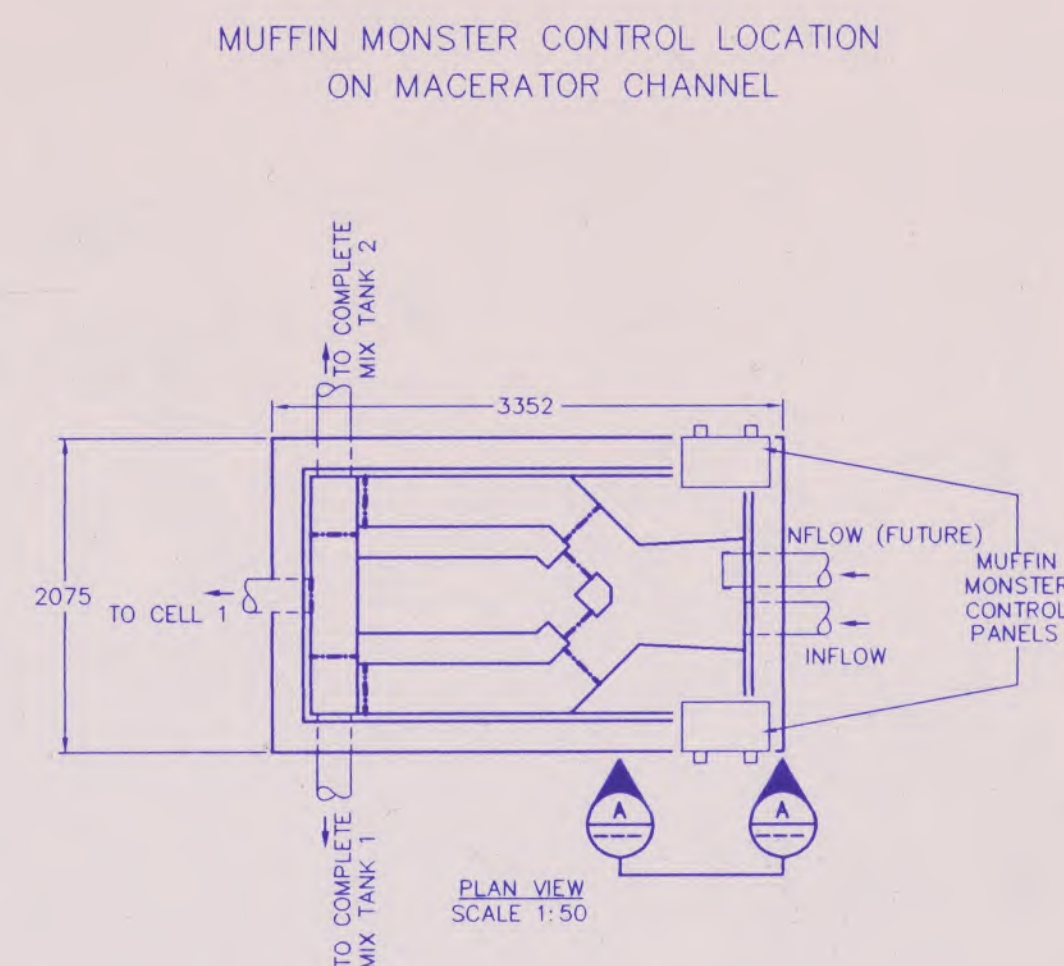 MUFFIN MONSTER CONTROL LOCATION
ON MACERATOR CHANNEL
TO COMPLETE
MIX TANK 2
3352
2075
TO CELL 1
NFLOW (FUTURE)
MUFFIN
MONSTER
CONTROL
PANELS
INFLOW
A
A
TO COMPLETE
MIX TANK 1
PLAN VIEW
SCALE 1:50